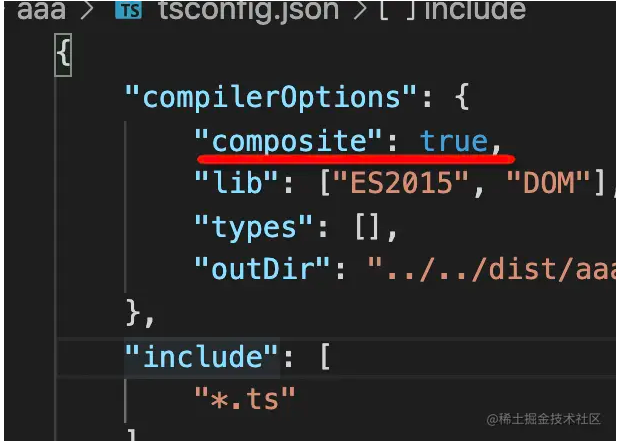 aaa > TS tsconfig.json > [ ] include
{
"compilerOptions": {
"composite": true,
"lib": ["ES2015", "DOM"],
"types": [],
"outDir": "../../dist/aaa
},
"include": [
"*.ts"
]
@稀土掘金技术社区